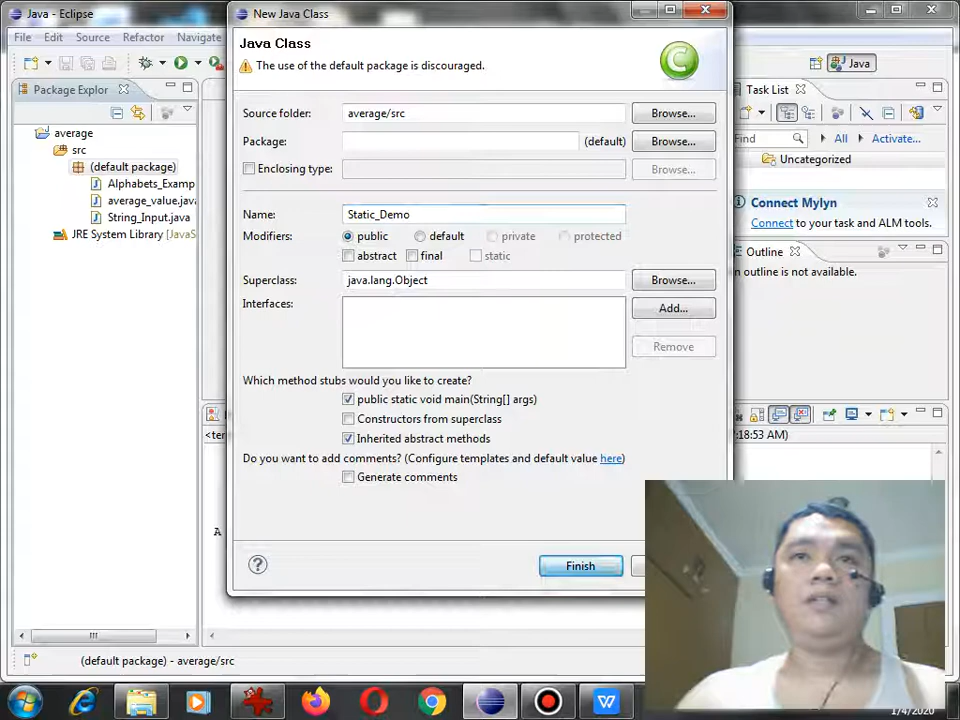 Java - Eclipse
New Java Class
File Edit Source Refactor Navigate
Java Class
The use of the default package is discouraged.
Java
Package Explor
Task List
Source folder: average/src Browse...
Package: (default) Browse...
Enclosing type: Browse...
average
src
(default package)
Alphabets_Examp
average_value.java
String_Input.java
JRE System Library [JavaS
Find All Activate...
Uncategorized
Connect Mylyn
Connect to your task and ALM tools.
Outline
n outline is not available.
Name: Static_Demo
Modifiers: public default private protected
abstract final static
Superclass: java.lang.Object Browse...
Interfaces: Add...
Remove
Which method stubs would you like to create?
public static void main(String[] args)
Constructors from superclass
Inherited abstract methods
Do you want to add comments? (Configure templates and default value here)
Generate comments
<ter
:18:53 AM)
A
? Finish
(default package) - average/src
1/4/2020